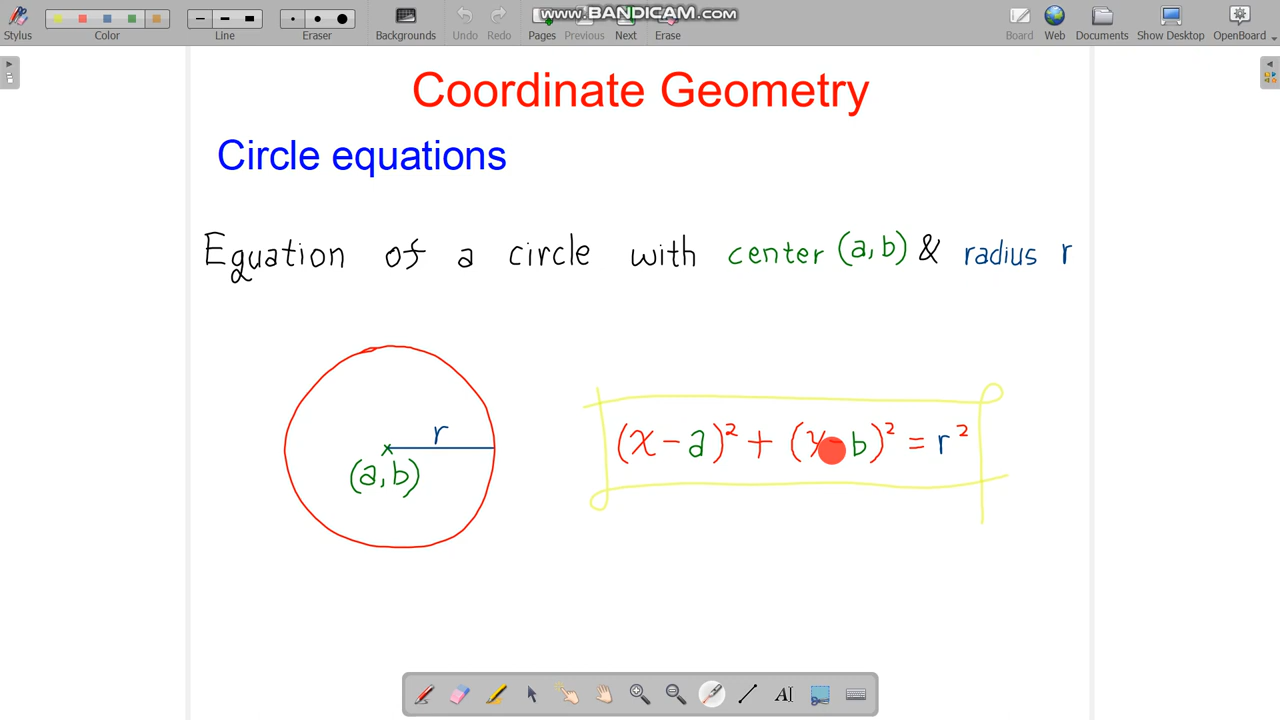 www.BANDICAM.com
Stylus Color Line Eraser Backgrounds Undo Redo Pages Previous Next Erase Board Web Documents Show Desktop OpenBoard
Coordinate Geometry
Circle equations
Equation of a circle with center (a,b) & radius r
r
(a,b)
(x - a)² + (y - b)² = r²
AI